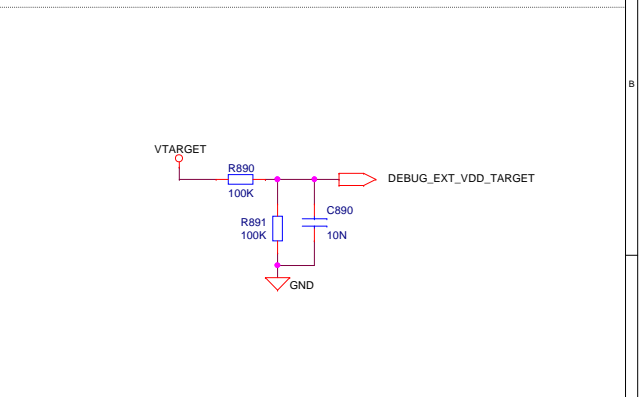 B
VTARGET
R890
100K
DEBUG_EXT_VDD_TARGET
R891
100K
C890
10N
GND